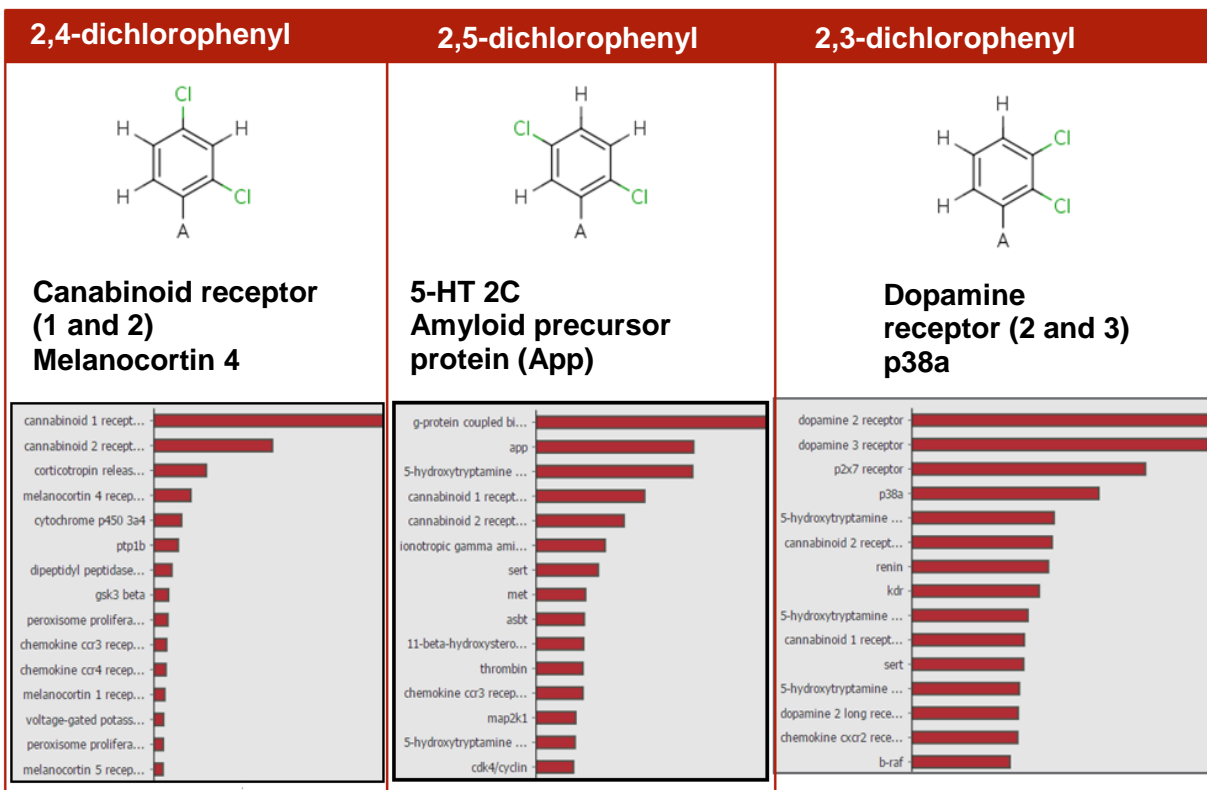 2,4-dichlorophenyl
2,5-dichlorophenyl
2,3-dichlorophenyl
Cl
H
H
H
Cl
A
H
Cl
H
H
Cl
A
H
H
Cl
H
Cl
A
Canabinoid receptor
(1 and 2)
Melanocortin 4
5-HT 2C
Amyloid precursor
protein (App)
Dopamine
receptor (2 and 3)
p38a
cannabinoid 1 recept...
cannabinoid 2 recept...
corticotropin releas...
melanocortin 4 recep...
cytochrome p450 3a4
ptp1b
dipeptidyl peptidase...
gsk3 beta
peroxisome prolifera...
chemokine ccr3 recep...
chemokine ccr4 recep...
melanocortin 1 recep...
voltage-gated potass...
peroxisome prolifera...
melanocortin 5 recep...
g-protein coupled bi...
app
5-hydroxytryptamine ...
cannabinoid 1 recept...
cannabinoid 2 recept...
ionotropic gamma ami...
sert
met
asbt
11-beta-hydroxystero...
thrombin
chemokine ccr3 recep...
map2k1
5-hydroxytryptamine ...
cdk4/cyclin
dopamine 2 receptor
dopamine 3 receptor
p2x7 receptor
p38a
5-hydroxytryptamine ...
cannabinoid 2 recept...
renin
kdr
5-hydroxytryptamine ...
cannabinoid 1 recept...
sert
5-hydroxytryptamine ...
dopamine 2 long rece...
chemokine cxcr2 rece...
b-raf